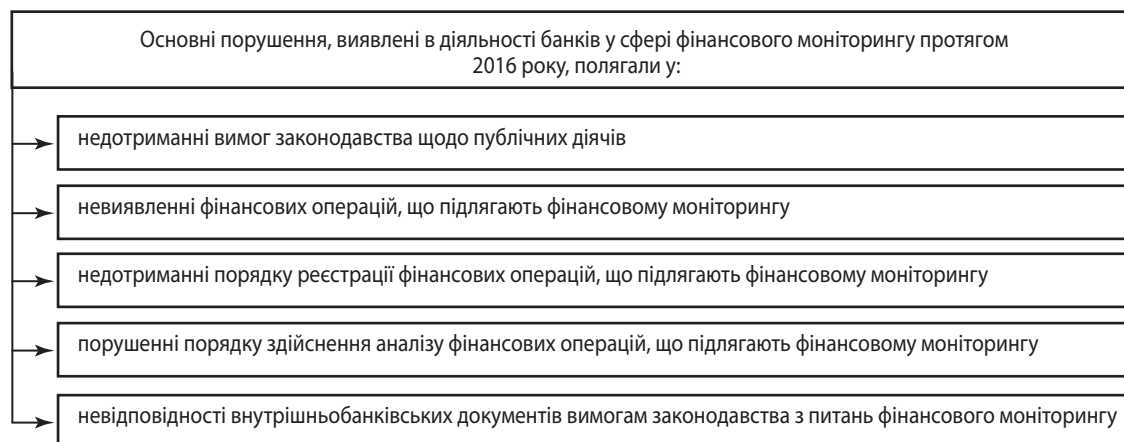 Основні порушення, виявлені в діяльності банків у сфері фінансового моніторингу протягом
2016 року, полягали у:
недотриманні вимог законодавства щодо публічних діячів
невиявленні фінансових операцій, що підлягають фінансовому моніторингу
недотриманні порядку реєстрації фінансових операцій, що підлягають фінансовому моніторингу
порушенні порядку здійснення аналізу фінансових операцій, що підлягають фінансовому моніторингу
невідповідності внутрішньобанківських документів вимогам законодавства з питань фінансового моніторингу